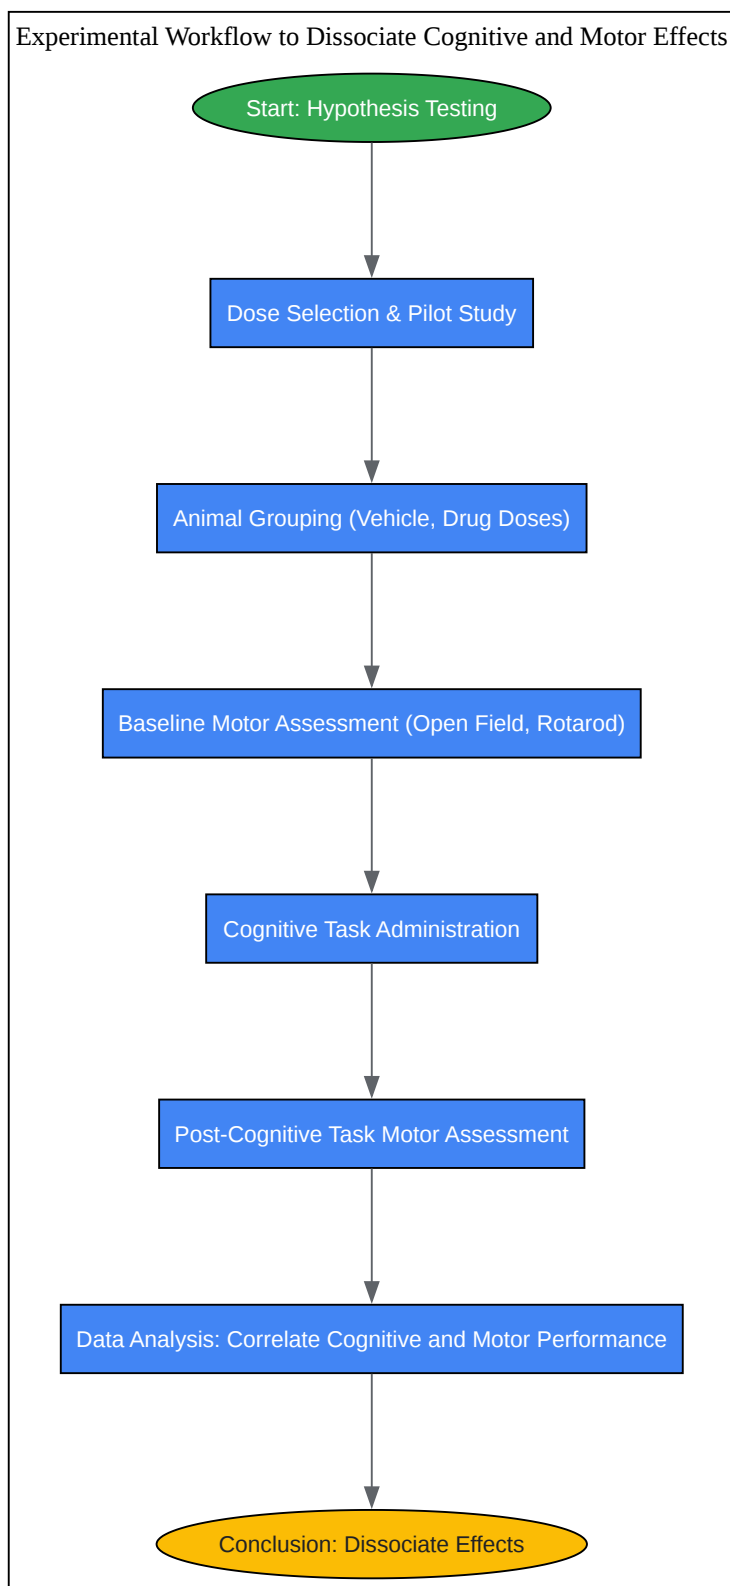 Experimental Workflow to Dissociate Cognitive and Motor Effects
Start: Hypothesis Testing
Dose Selection & Pilot Study
Animal Grouping (Vehicle, Drug Doses)
Baseline Motor Assessment (Open Field, Rotarod)
Cognitive Task Administration
Post-Cognitive Task Motor Assessment
Data Analysis: Correlate Cognitive and Motor Performance
Conclusion: Dissociate Effects